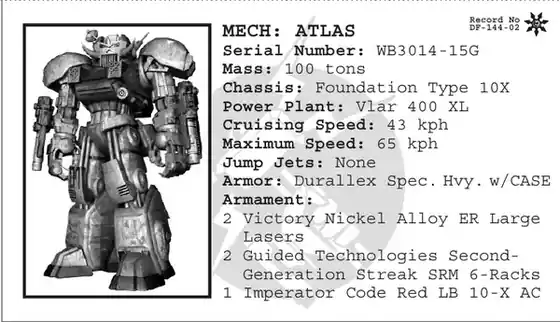 Record No
DF-144-02
MECH: ATLAS
Serial Number: WB3014-15G
Mass: 100 tons
Chassis: Foundation Type 10X
Power Plant: Vlar 400 XL
Cruising Speed: 43 kph
Maximum Speed: 65 kph
Jump Jets: None
Armor: Durallex Spec. Hvy. w/CASE
Armament:
2 Victory Nickel Alloy ER Large
Lasers
2 Guided Technologies Second-
Generation Streak SRM 6-Racks
1 Imperator Code Red LB 10-X AC